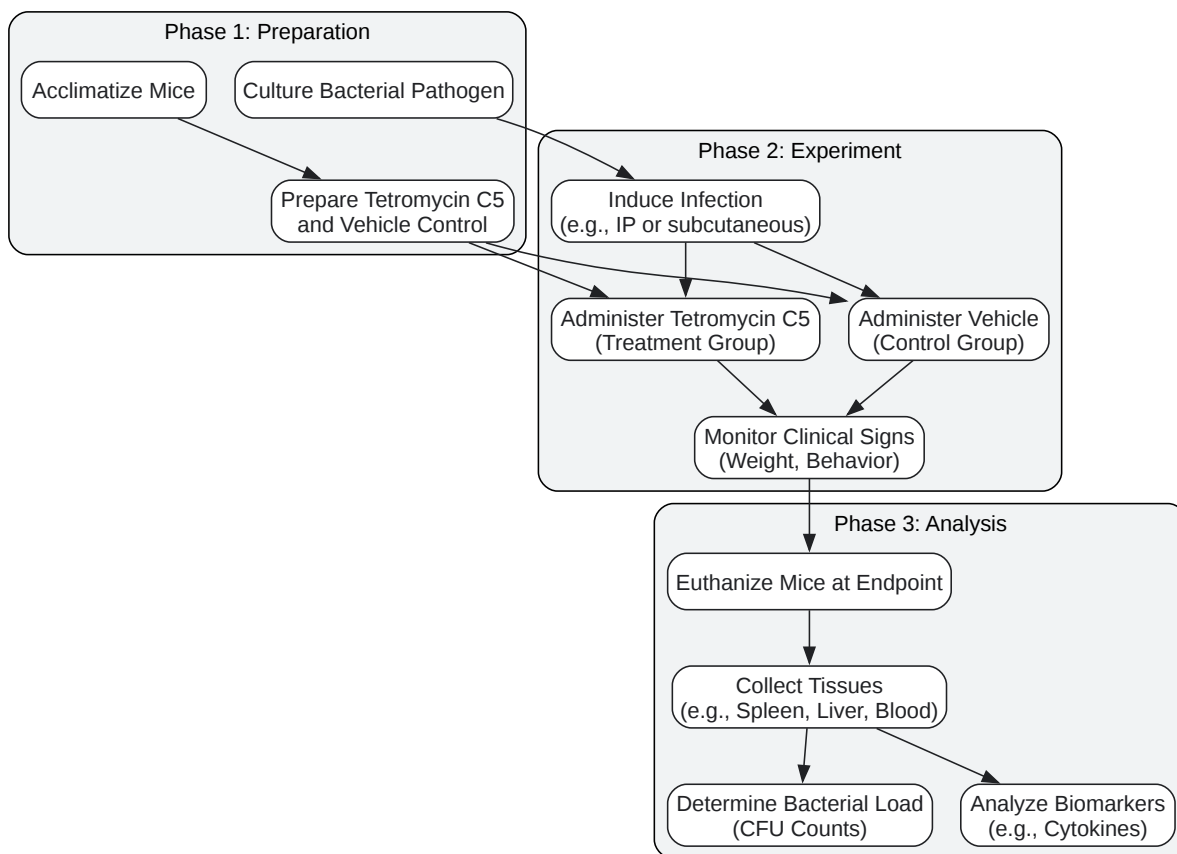 Phase 1: Preparation
Acclimatize Mice
Culture Bacterial Pathogen
Prepare Tetromycin C5
and Vehicle Control
Phase 2: Experiment
Induce Infection
(e.g., IP or subcutaneous)
Administer Tetromycin C5
(Treatment Group)
Administer Vehicle
(Control Group)
Monitor Clinical Signs
(Weight, Behavior)
Phase 3: Analysis
Euthanize Mice at Endpoint
Collect Tissues
(e.g., Spleen, Liver, Blood)
Determine Bacterial Load
(CFU Counts)
Analyze Biomarkers
(e.g., Cytokines)